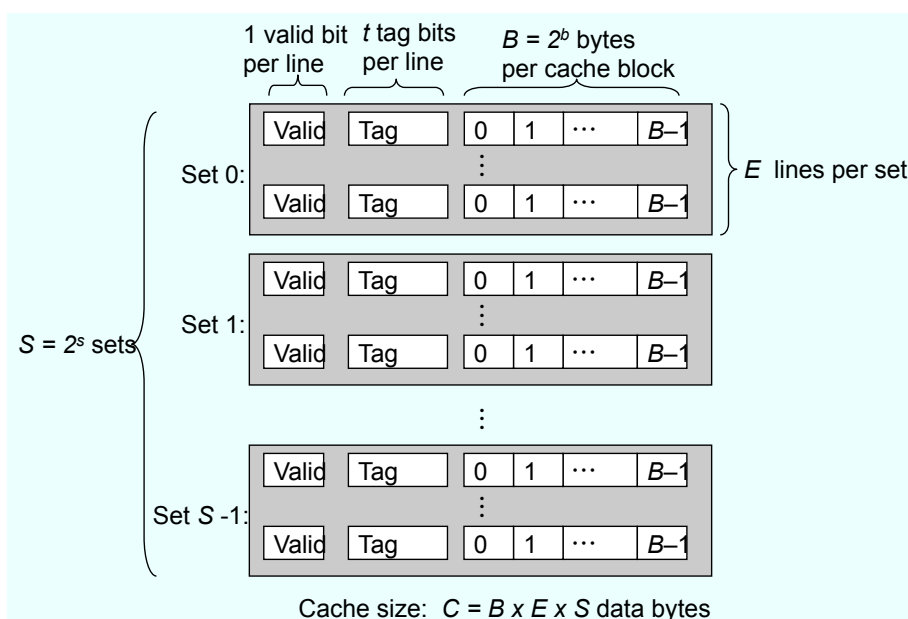 1 valid bit
per line
t tag bits
per line
B = 2ᵇ bytes
per cache block
Valid Tag 0 1 ··· B–1
⋮
Set 0:
Valid Tag 0 1 ··· B–1
E lines per set
Valid Tag 0 1 ··· B–1
⋮
Set 1:
Valid Tag 0 1 ··· B–1
S = 2ˢ sets
⋮
Valid Tag 0 1 ··· B–1
⋮
Set S -1:
Valid Tag 0 1 ··· B–1
Cache size: C = B x E x S data bytes